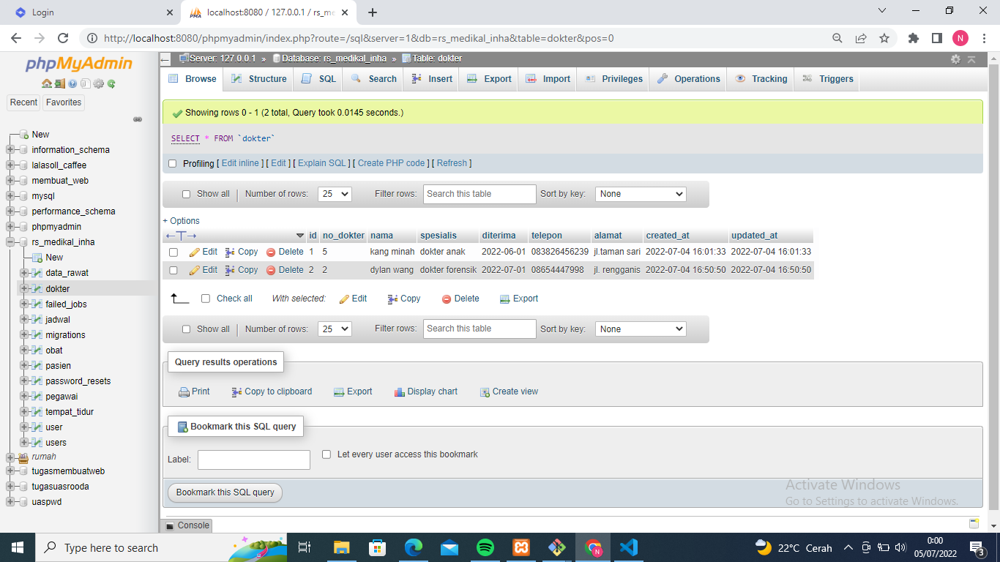 Login
localhost:8080 / 127.0.0.1 / rs_me
http://localhost:8080/phpmyadmin/index.php?route=/sql&server=1&db=rs_medikal_inha&table=dokter&pos=0
N
phpMyAdmin
Recent Favorites
New
information_schema
lalasoll_caffee
membuat_web
mysql
performance_schema
phpmyadmin
rs_medikal_inha
New
data_rawat
dokter
failed_jobs
jadwal
migrations
obat
pasien
password_resets
pegawai
tempat_tidur
user
users
rumah
tugasmembuatweb
tugasuasrooda
uaspwd
Server: 127.0.0.1 » Database: rs_medikal_inha » Table: dokter
Browse Structure SQL Search Insert Export Import Privileges Operations Tracking Triggers
Showing rows 0 - 1 (2 total, Query took 0.0145 seconds.)
SELECT * FROM `dokter`
Profiling [ Edit inline ] [ Edit ] [ Explain SQL ] [ Create PHP code ] [ Refresh ]
Show all Number of rows: 25 Filter rows: Search this table Sort by key: None
+ Options
←T→ id no_dokter nama spesialis diterima telepon alamat created_at updated_at
Edit Copy Delete 1 5 kang minah dokter anak 2022-06-01 083826456239 jl.taman sari 2022-07-04 16:01:33 2022-07-04 16:01:33
Edit Copy Delete 2 2 dylan wang dokter forensik 2022-07-01 08654447998 jl. rengganis 2022-07-04 16:50:50 2022-07-04 16:50:50
Check all With selected: Edit Copy Delete Export
Show all Number of rows: 25 Filter rows: Search this table Sort by key: None
Query results operations
Print Copy to clipboard Export Display chart Create view
Bookmark this SQL query
Label: Let every user access this bookmark
Bookmark this SQL query
Activate Windows
Go to Settings to activate Windows.
Console
Type here to search
22°C Cerah
0:00
05/07/2022
3